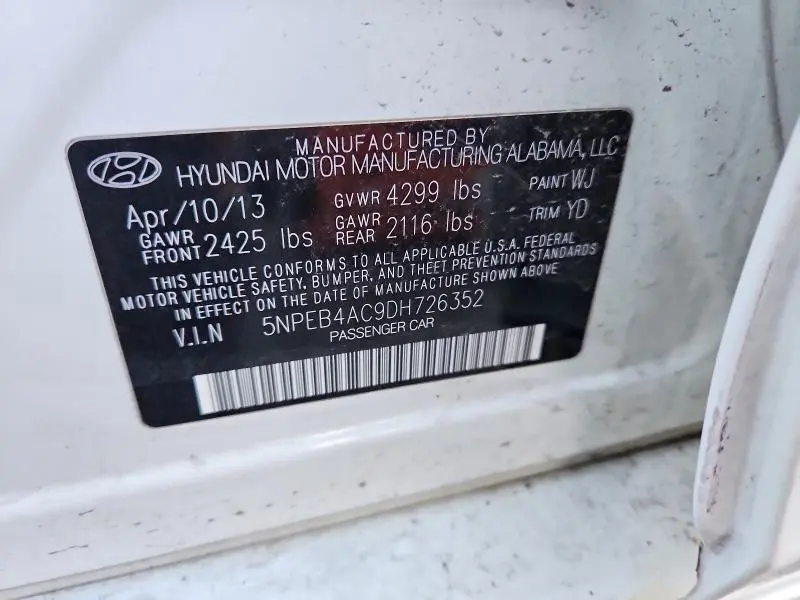 MANUFACTURED BY
HYUNDAI MOTOR MANUFACTURING ALABAMA, LLC
Apr/10/13 GVWR 4299 lbs PAINT WJ
GAWR FRONT 2425 lbs GAWR REAR 2116 lbs TRIM YD
THIS VEHICLE CONFORMS TO ALL APPLICABLE U.S.A. FEDERAL
MOTOR VEHICLE SAFETY, BUMPER, AND THEFT PREVENTION STANDARDS
IN EFFECT ON THE DATE OF MANUFACTURE SHOWN ABOVE
V.I.N 5NPEB4AC9DH726352
PASSENGER CAR